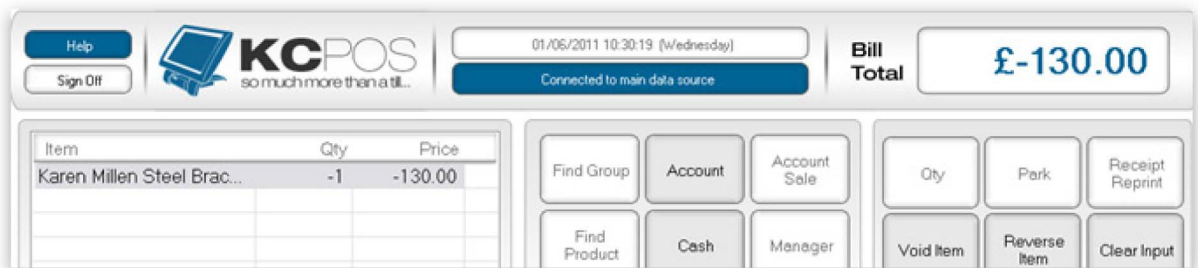 Help
Sign Off
KCPOS
so much more than a till...
01/06/2011 10:30:19 (Wednesday)
Connected to main data source
Bill
Total
£-130.00
Item Qty Price
Karen Millen Steel Brac... -1 -130.00
Find Group
Account
Account
Sale
Find
Product
Cash
Manager
Qty
Park
Receipt
Reprint
Void Item
Reverse
Item
Clear Input